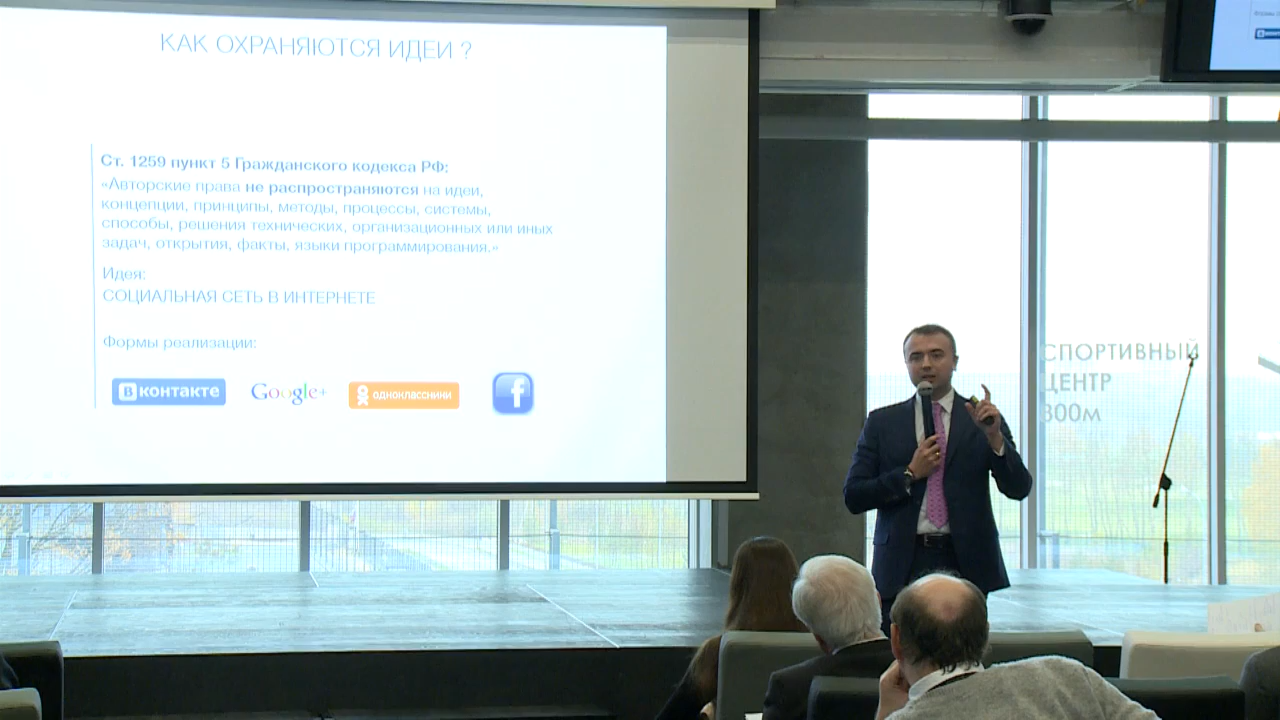 КАК ОХРАНЯЮТСЯ ИДЕИ ?
Ст. 1259 пункт 5 Гражданского кодекса РФ:
«Авторские права не распространяются на идеи,
концепции, принципы, методы, процессы, системы,
способы, решения технических, организационных или иных
задач, открытия, факты, языки программирования.«
Идея:
СОЦИАЛЬНАЯ СЕТЬ В ИНТЕРНЕТЕ
Формы реализации:
В контакте
Google+
одноклассники
f
СПОРТИВНЫЙ
ЦЕНТР
300м